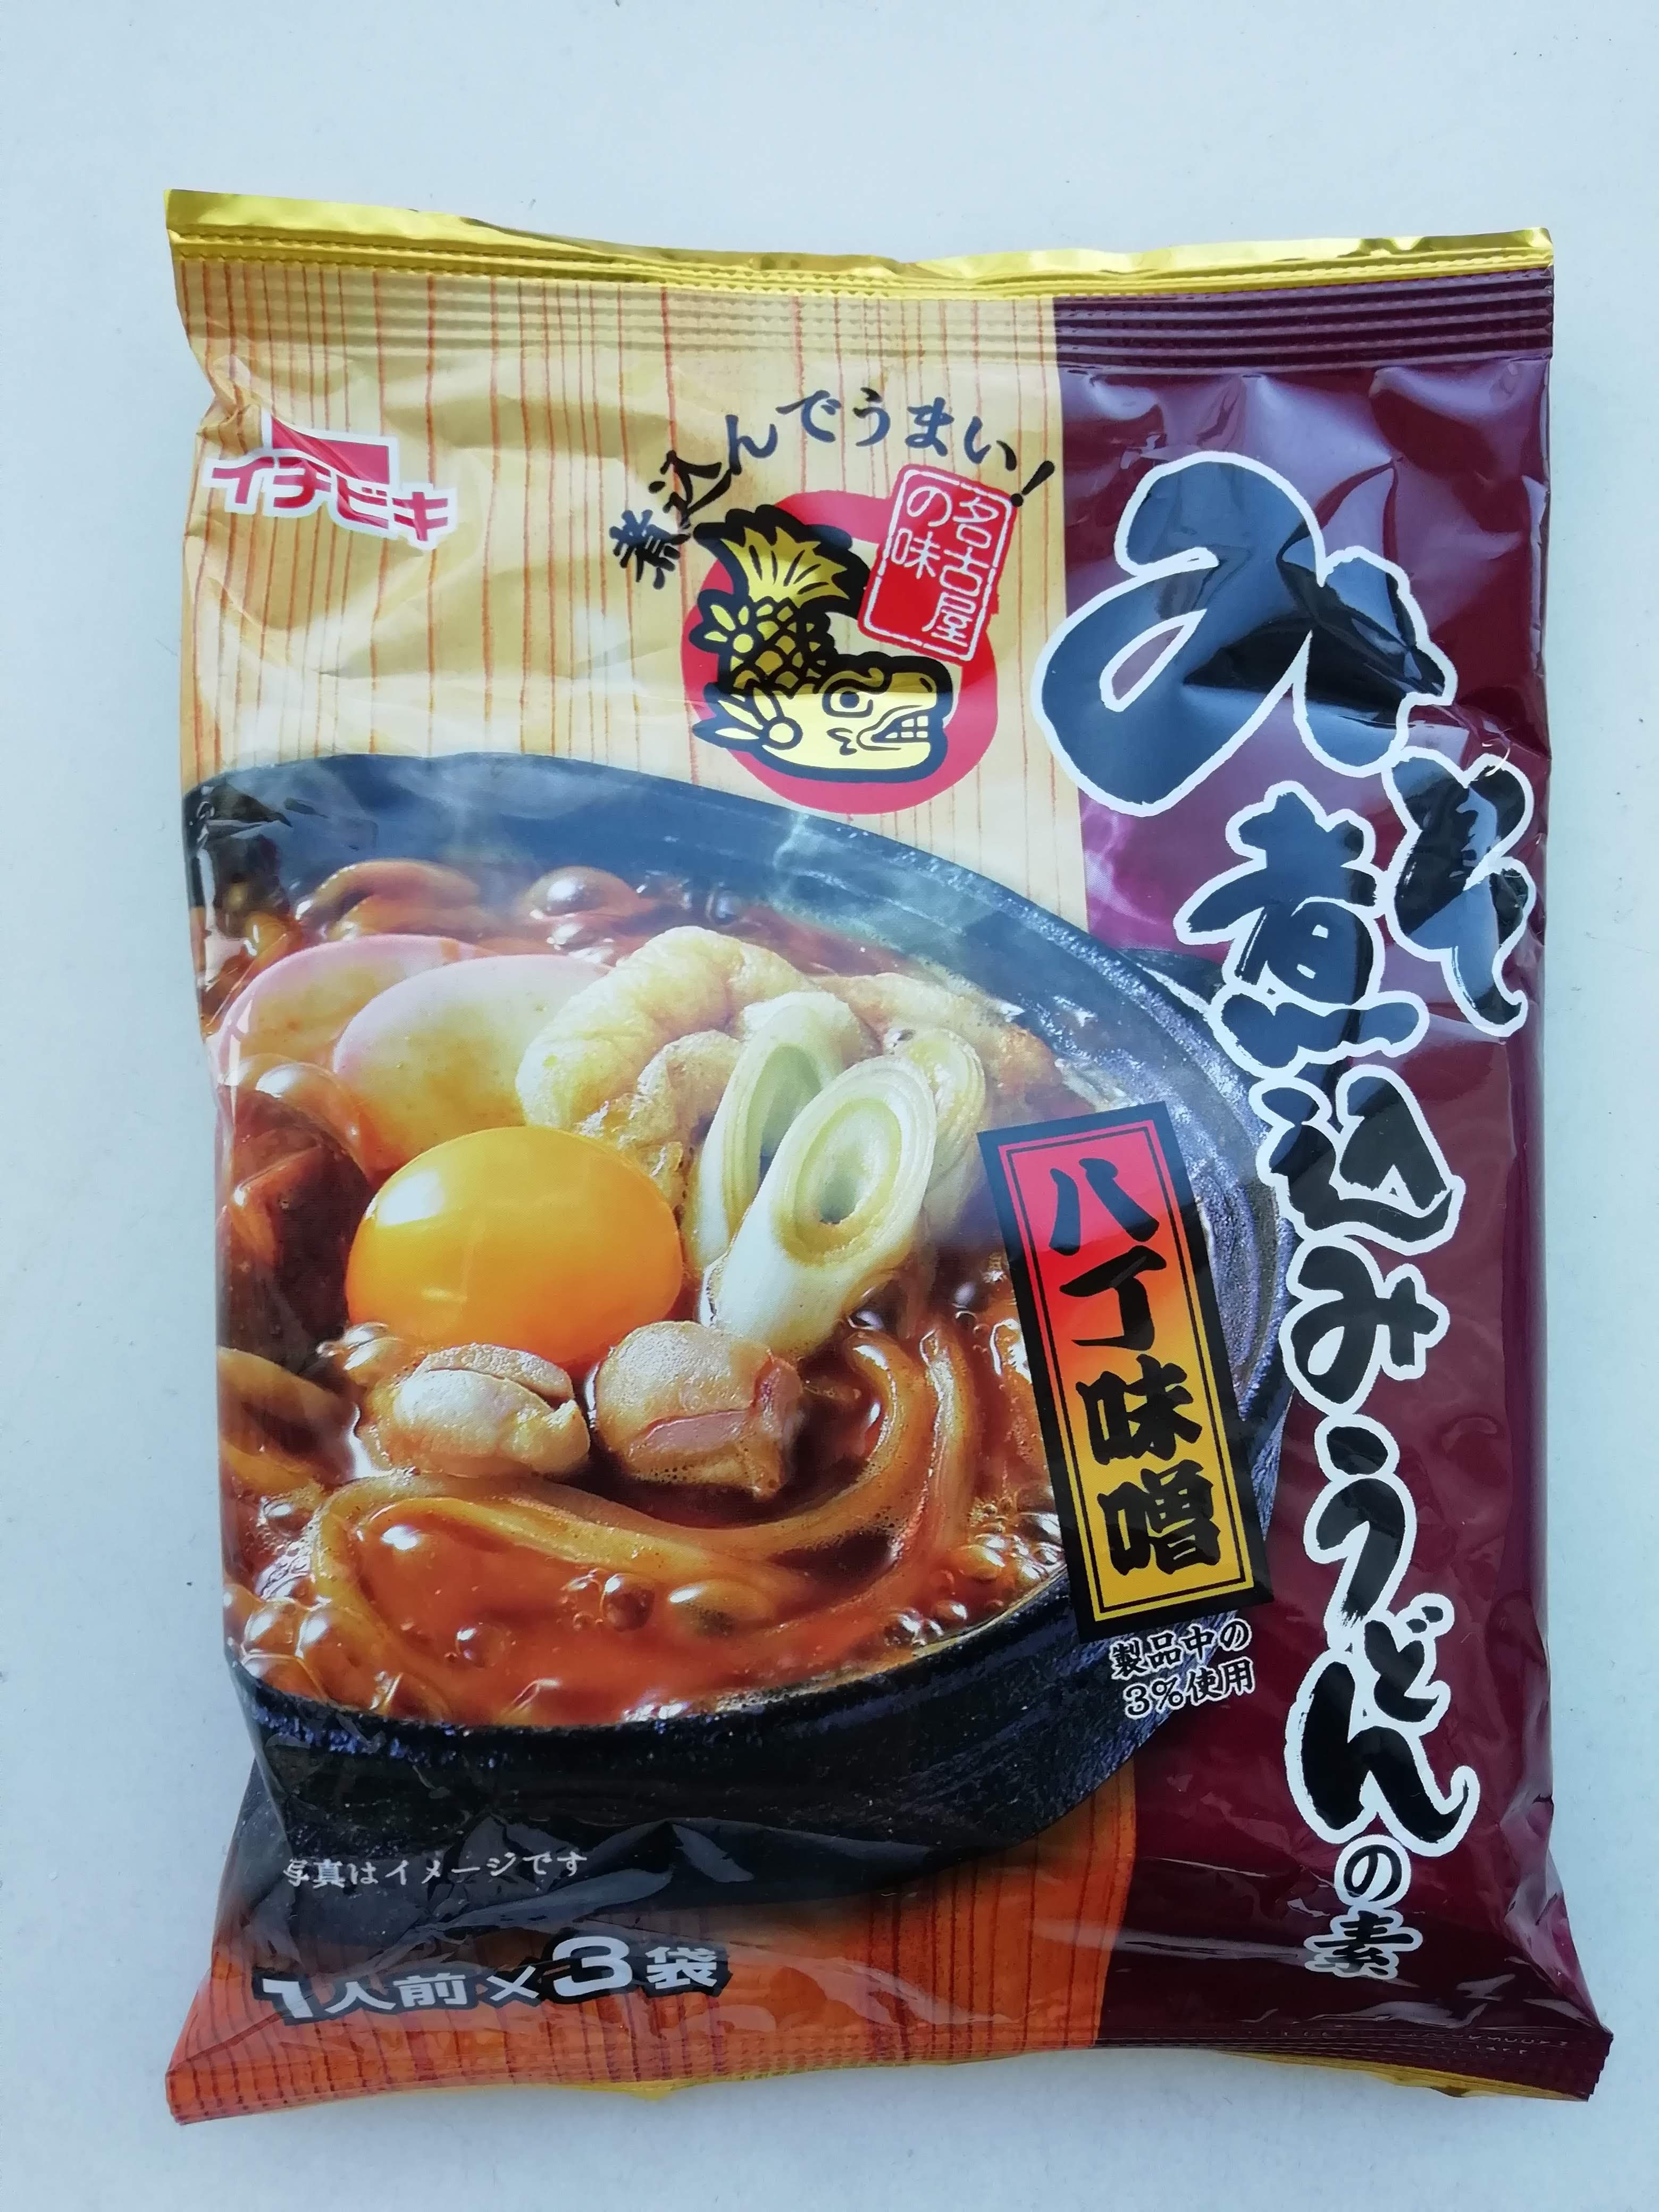 イチビキ
煮込んでうまい!
名古屋
の味
みそ
煮込みうどんの素
八丁味噌
製品中の
3%使用
写真はイメージです
1人前×3袋